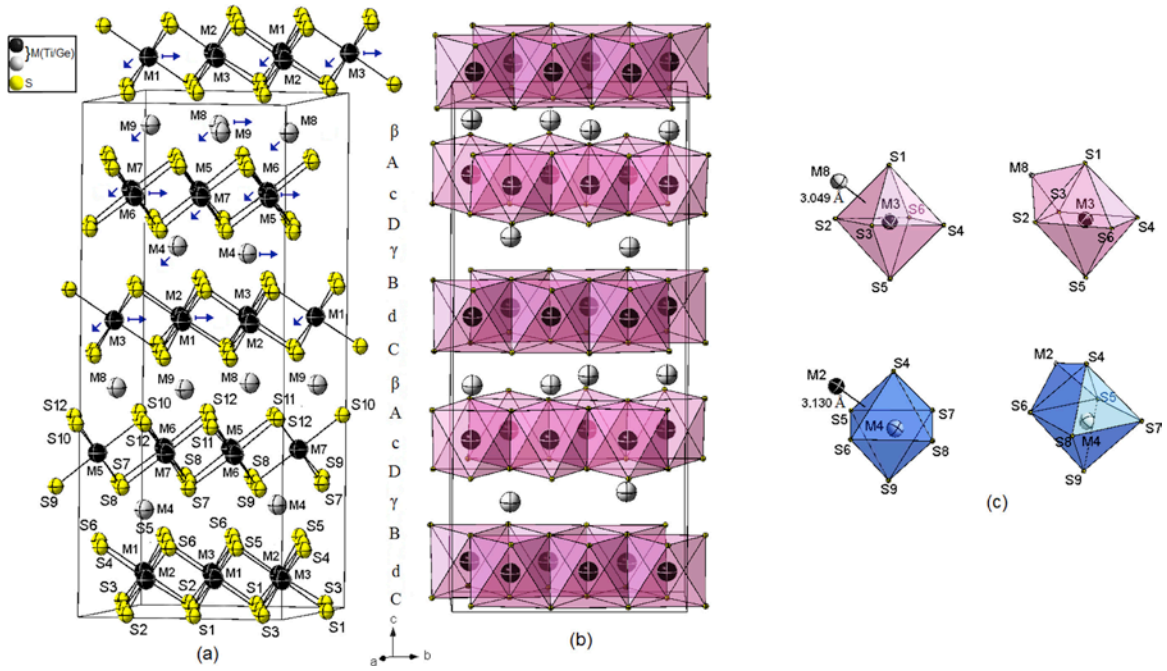 M2 M1
}M(Ti/Ge)
S
M1 M3 M2 M3
M9 M8 M9 M8
M7 M5 M6
M6 M7 M5
M4 M4
M2 M3 M1
M3 M1 M2
M8 M9 M8 M9
S12 S10 S12 S11 S10
S10 S12 S11 S12
M6 M5 M7
M5 M7 M6
S7 S8 S8 S9
S9 S8 S7 S9 S7
M4 M4
S6 S5 S6 S6 S5 S5
S4 S4
M1 M3 M2
M2 M1 M3
S3 S2 S1 S3
S2 S1 S3 S1
(a)
β
A
c
D
γ
B
d
C
β
A
c
D
γ
B
d
C
c
a b
(b)
S1
M8
3.049 Å
S2 S3 M3 S6 S4
S5
S1
M8
S3 M3
S2 S6 S4
S5
S4
M2
3.130 Å
S5 S7
M4
S6 S8
S9
M2 S4
S5
S6 S7
S8 M4
S9
(c)